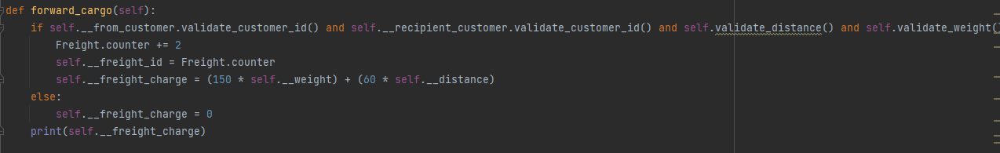 def forward_cargo(self):
    if self.__from_customer.validate_customer_id() and self.__recipient_customer.validate_customer_id() and self.validate_distance() and self.validate_weight()
        Freight.counter += 2
        self.__freight_id = Freight.counter
        self.__freight_charge = (150 * self.__weight) + (60 * self.__distance)
    else:
        self.__freight_charge = 0
    print(self.__freight_charge)